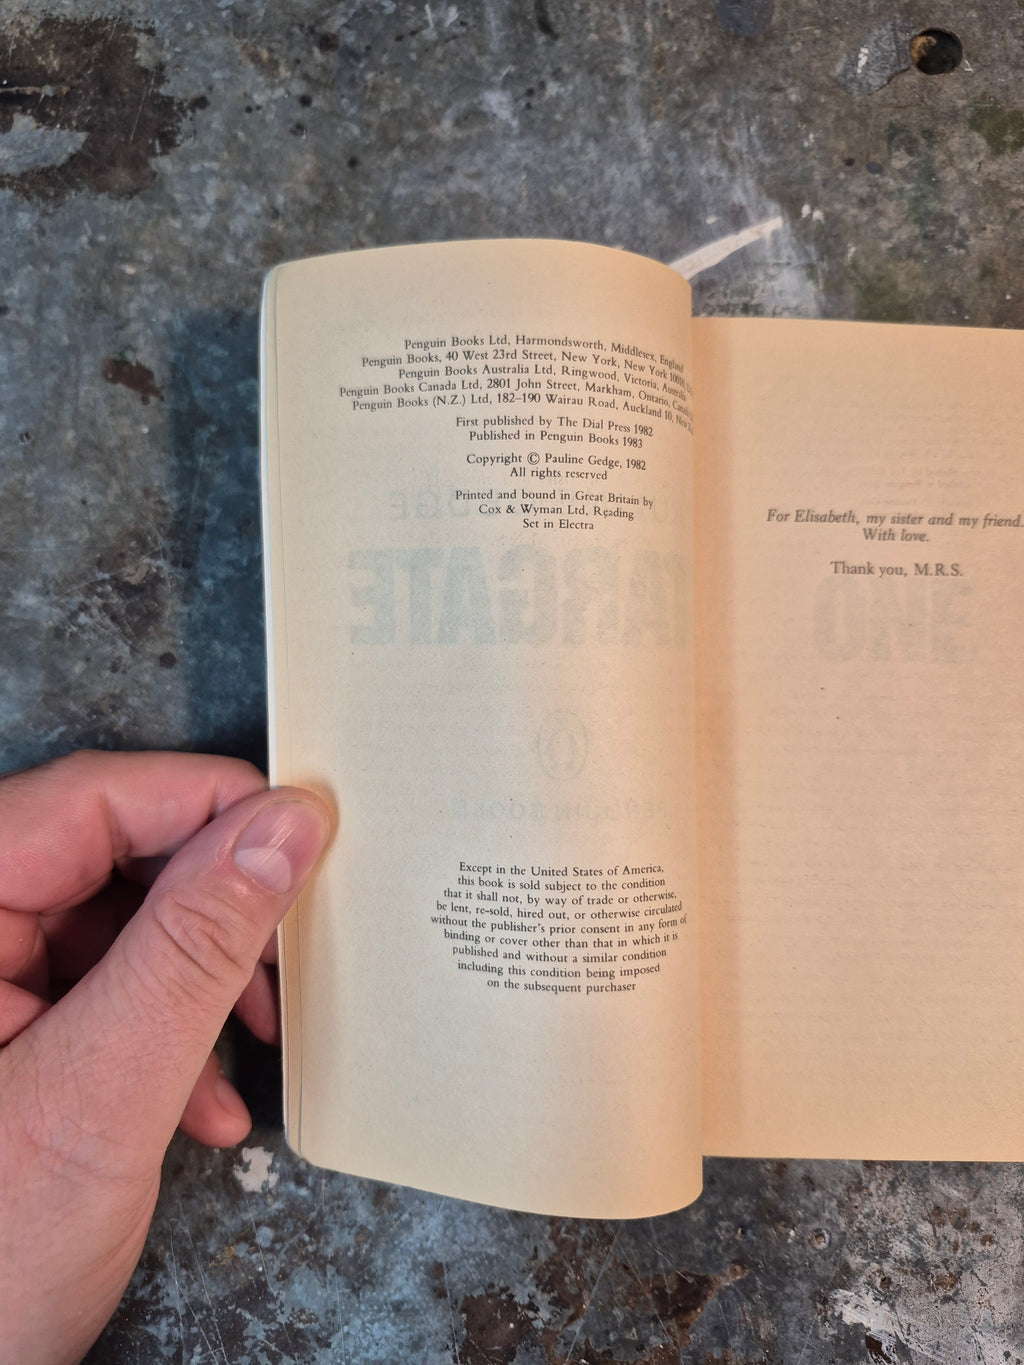 Penguin Books Ltd, Harmondsworth, Middlesex, England
Penguin Books, 40 West 23rd Street, New York, New York 10010,
Penguin Books Australia Ltd, Ringwood, Victoria, Australia
Penguin Books Canada Ltd, 2801 John Street, Markham, Ontario,
Penguin Books (N.Z.) Ltd, 182–190 Wairau Road, Auckland 10, New
First published by The Dial Press 1982
Published in Penguin Books 1983
Copyright © Pauline Gedge, 1982
All rights reserved
Printed and bound in Great Britain by
Cox & Wyman Ltd, Reading
Set in Electra
Except in the United States of America,
this book is sold subject to the condition
that it shall not, by way of trade or otherwise,
be lent, re-sold, hired out, or otherwise circulated
without the publisher's prior consent in any form of
binding or cover other than that in which it is
published and without a similar condition
including this condition being imposed
on the subsequent purchaser
For Elisabeth, my sister and my friend.
With love.
Thank you, M.R.S.